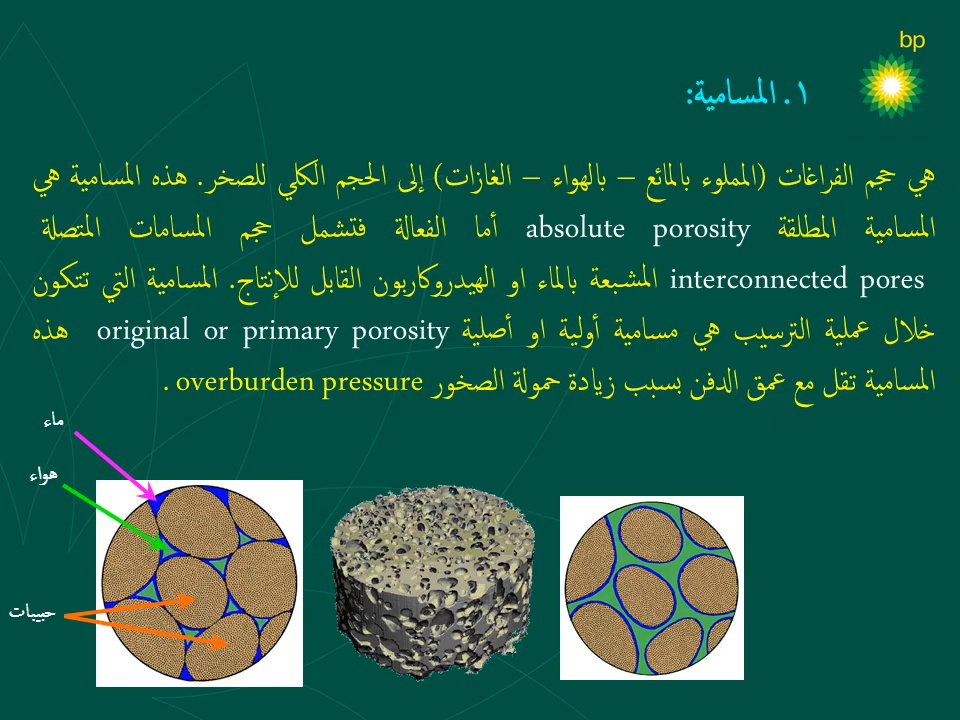 bp
١. المسامية:
هي حجم الفراغات (المملوء بالمائع – بالهواء – الغازات) إلى الحجم الكلي للصخر. هذه المسامية هي
المسامية المطلقة absolute porosity أما الفعالة فتشمل حجم المسامات المتصلة
interconnected pores المشبعة بالماء او الهيدروكاربون القابل للإنتاج. المسامية التي تتكون
خلال عملية الترسيب هي مسامية أولية او أصلية original or primary porosity هذه
المسامية تقل مع عمق الدفن بسبب زيادة حمولة الصخور overburden pressure .
ماء
هواء
حبيبات